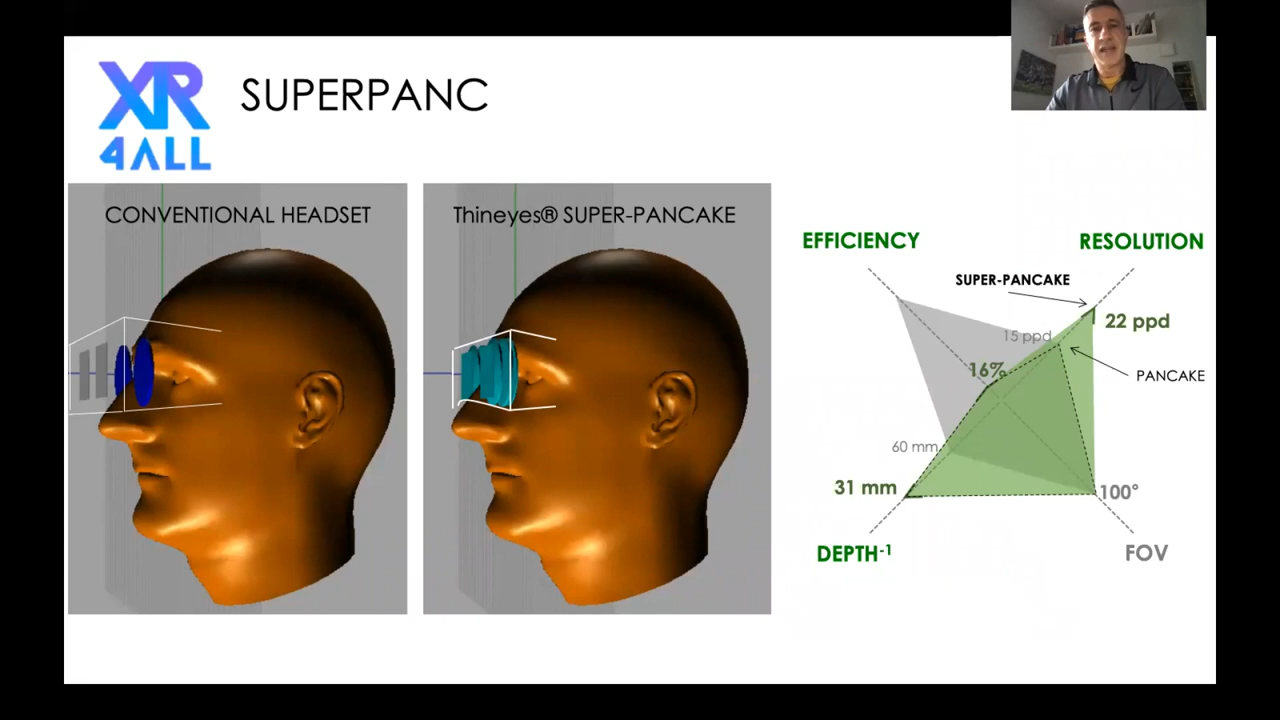 XR
4ALL
SUPERPANC
CONVENTIONAL HEADSET
Thineyes® SUPER-PANCAKE
EFFICIENCY
RESOLUTION
SUPER-PANCAKE
22 ppd
15 ppd
16%
PANCAKE
60 mm
31 mm
100°
DEPTH⁻¹
FOV